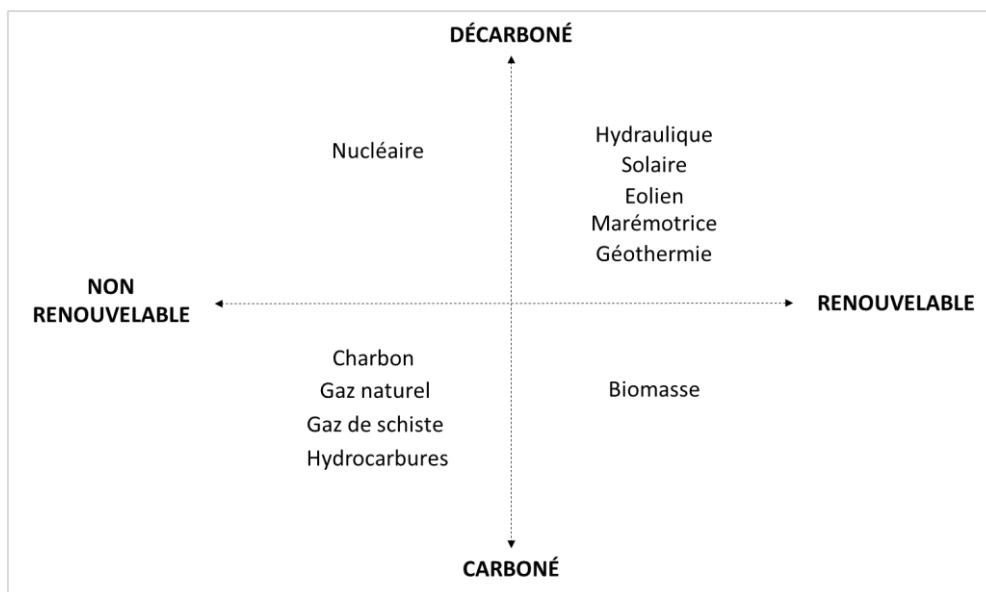 DÉCARBONÉ
Nucléaire
Hydraulique
Solaire
Eolien
Marémotrice
Géothermie
NON
RENOUVELABLE
RENOUVELABLE
Charbon
Gaz naturel
Gaz de schiste
Hydrocarbures
Biomasse
CARBONÉ